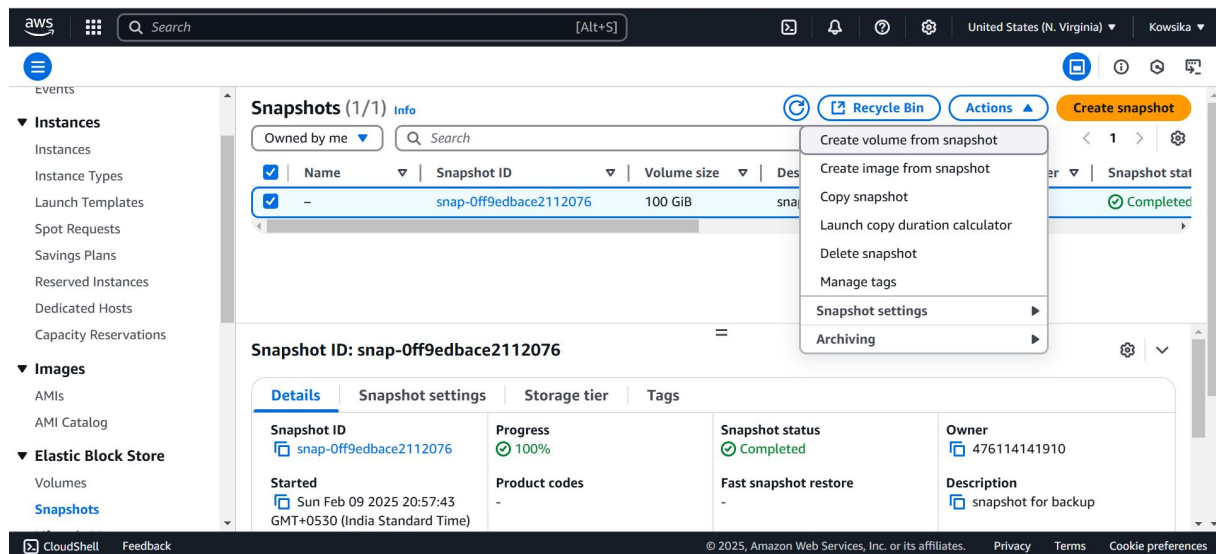 aws
Search [Alt+S]
United States (N. Virginia)
Kowsika
Events
Instances
Instances
Instance Types
Launch Templates
Spot Requests
Savings Plans
Reserved Instances
Dedicated Hosts
Capacity Reservations
Images
AMIs
AMI Catalog
Elastic Block Store
Volumes
Snapshots
Snapshots (1/1) Info
Recycle Bin
Actions
Create snapshot
Owned by me
Search
1
Name
Snapshot ID
Volume size
Snapshot stat
–
snap-0ff9edbace2112076
100 GiB
Completed
Create volume from snapshot
Create image from snapshot
Copy snapshot
Launch copy duration calculator
Delete snapshot
Manage tags
Snapshot settings
Archiving
Snapshot ID: snap-0ff9edbace2112076
Details
Snapshot settings
Storage tier
Tags
Snapshot ID
snap-0ff9edbace2112076
Progress
100%
Snapshot status
Completed
Owner
476114141910
Started
Sun Feb 09 2025 20:57:43
GMT+0530 (India Standard Time)
Product codes
-
Fast snapshot restore
-
Description
snapshot for backup
CloudShell
Feedback
© 2025, Amazon Web Services, Inc. or its affiliates.
Privacy
Terms
Cookie preferences